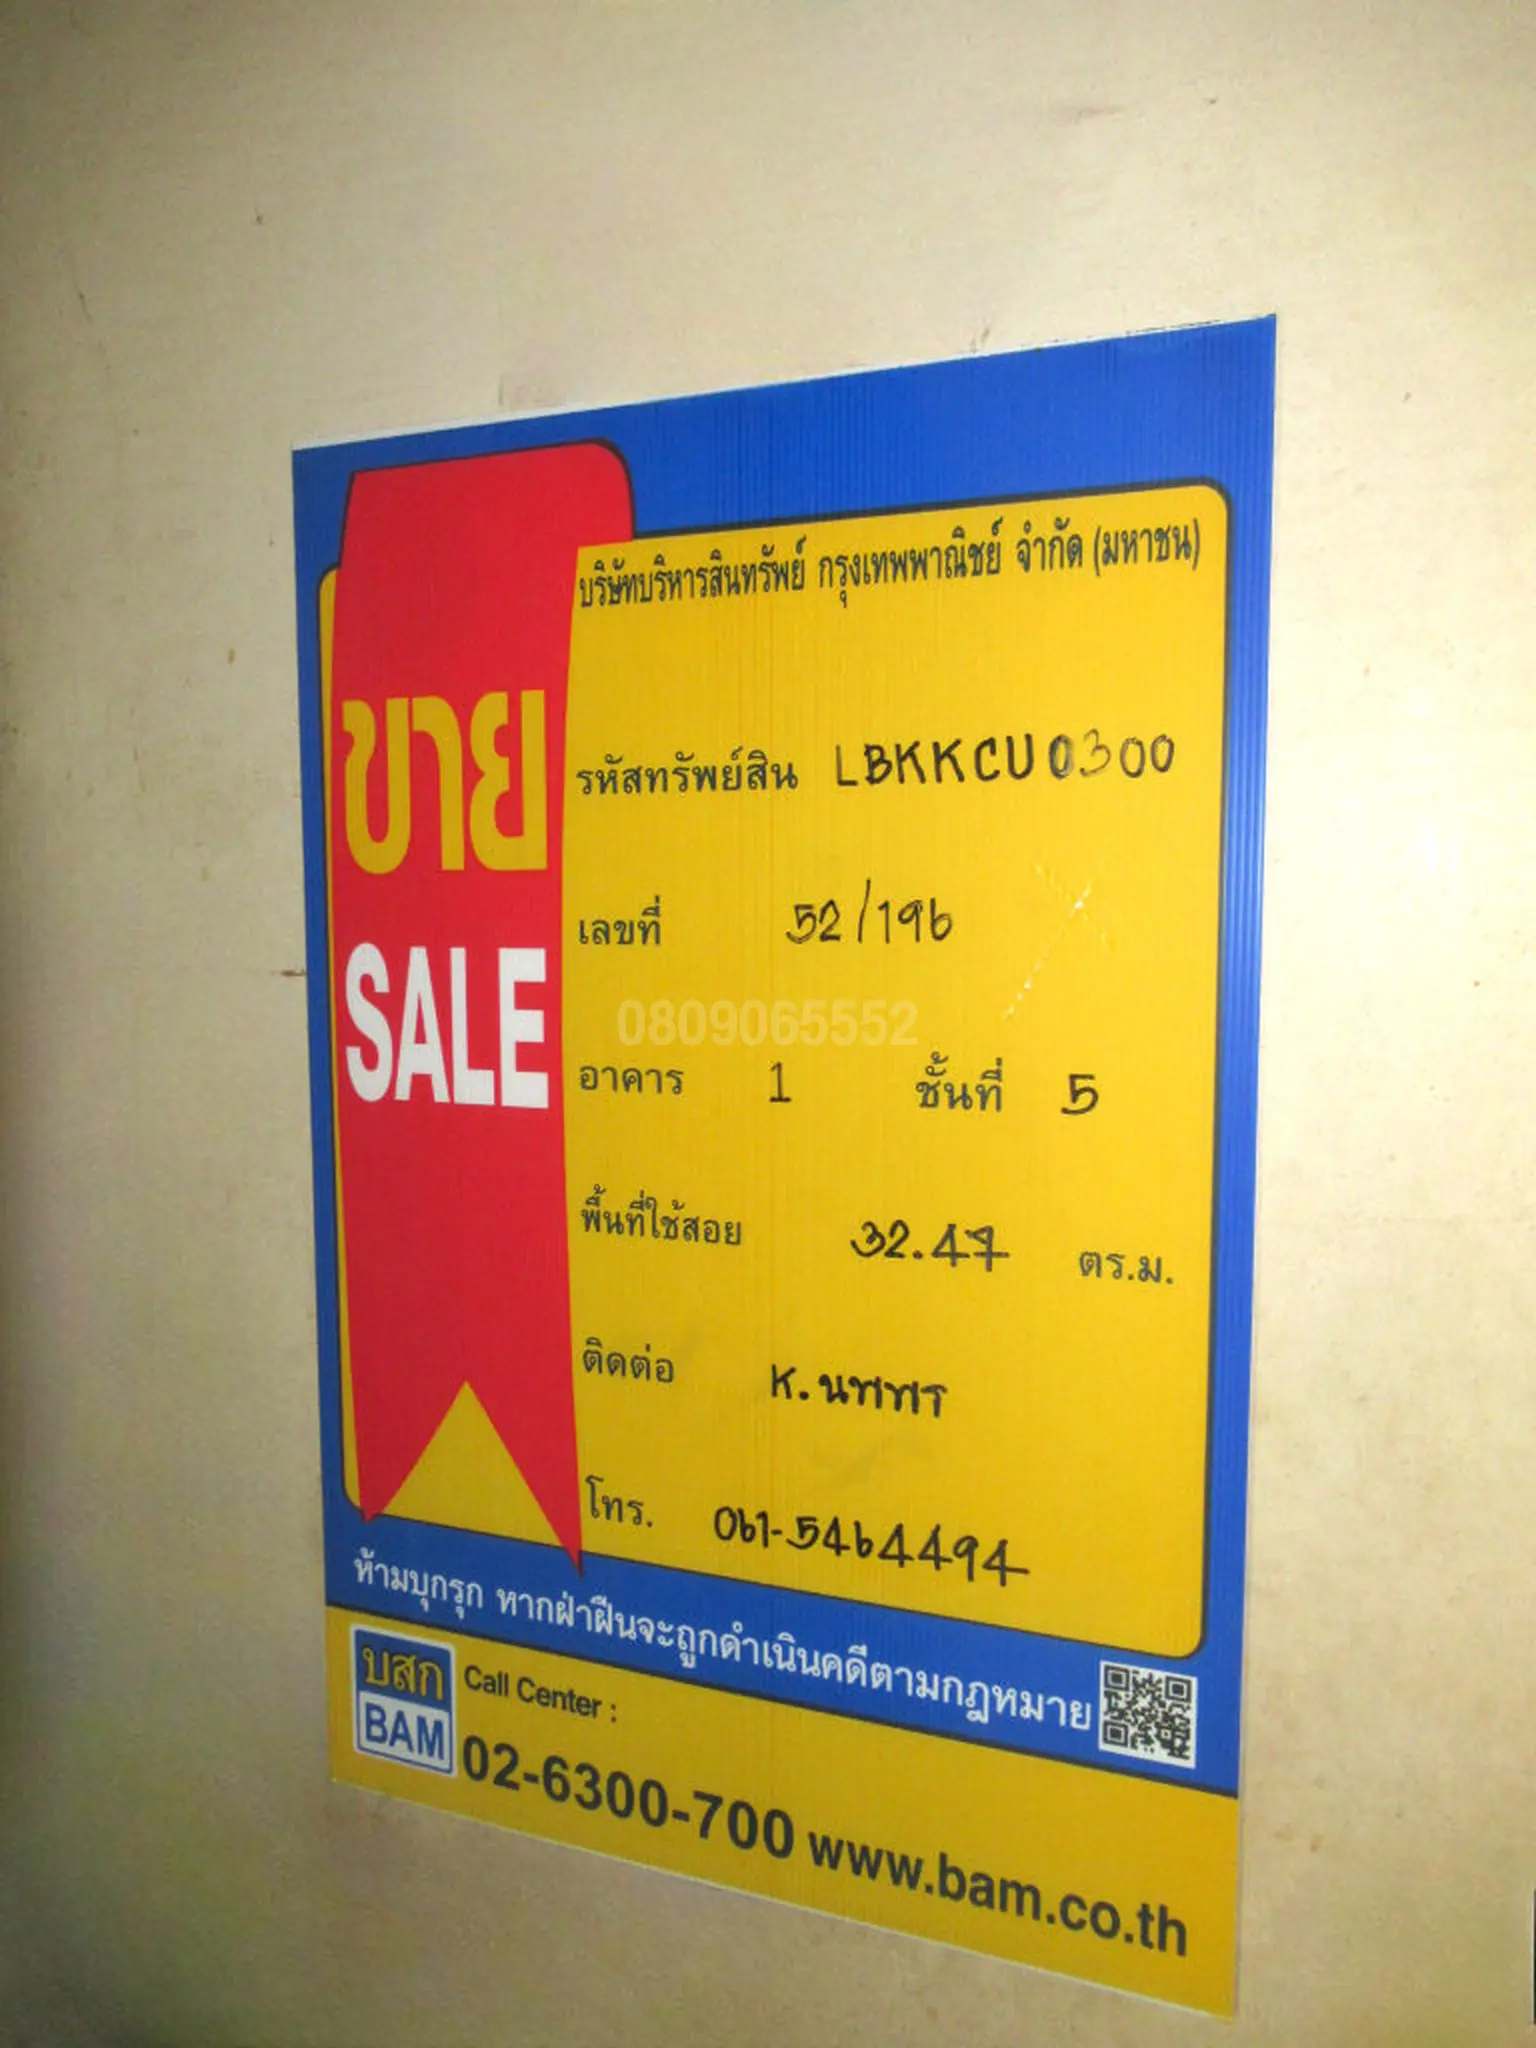 บริษัทบริหารสินทรัพย์ กรุงเทพพาณิชย์ จำกัด (มหาชน)
ขาย
SALE
รหัสทรัพย์สิน LBKKCU0300
เลขที่ 52/196
0809065552
อาคาร 1 ชั้นที่ 5
พื้นที่ใช้สอย 32.47 ตร.ม.
ติดต่อ K.นพพร
โทร. 061-5464494
ห้ามบุกรุก หากฝ่าฝืนจะถูกดำเนินคดีตามกฎหมาย
บสก
BAM
Call Center :
02-6300-700 www.bam.co.th